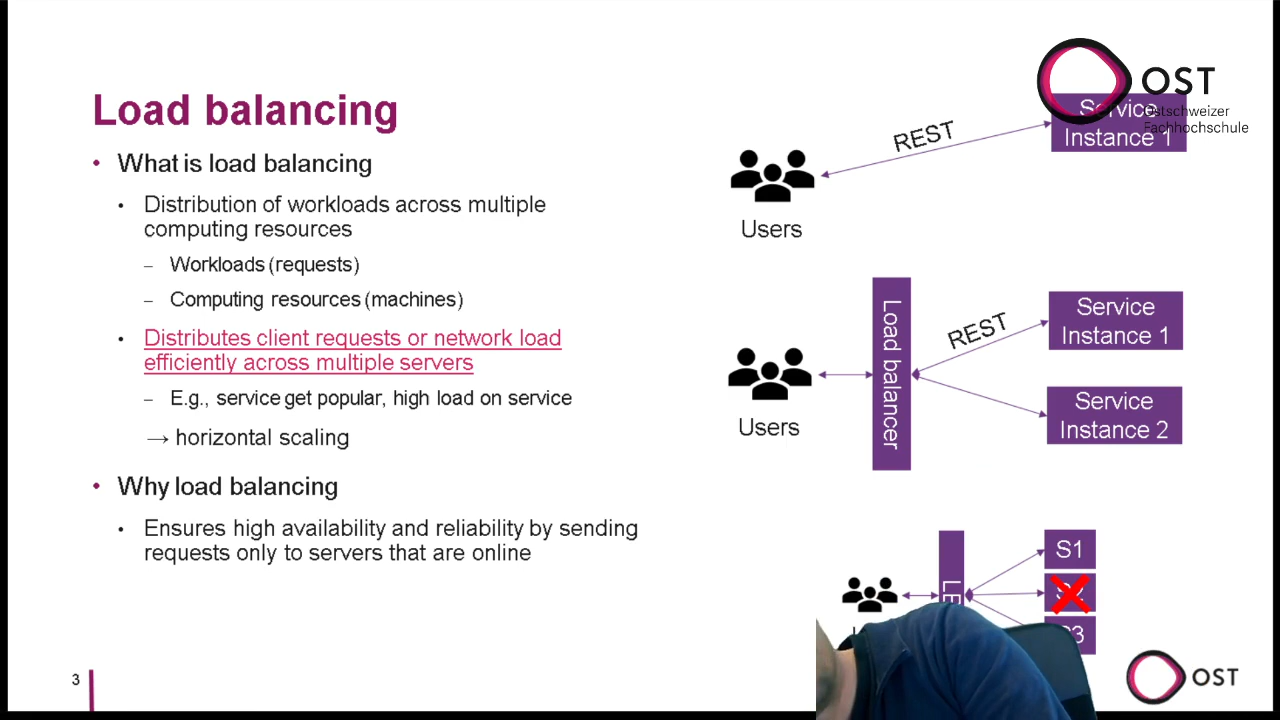 Load balancing
• What is load balancing
• Distribution of workloads across multiple
computing resources
– Workloads (requests)
– Computing resources (machines)
• Distributes client requests or network load
efficiently across multiple servers
– E.g., service get popular, high load on service
→ horizontal scaling
• Why load balancing
• Ensures high availability and reliability by sending
requests only to servers that are online
3
OST
Ostschweizer
Fachhochschule
REST
Service
Instance 1
Users
Load balancer
REST
Service
Instance 1
Service
Instance 2
Users
S1
OST